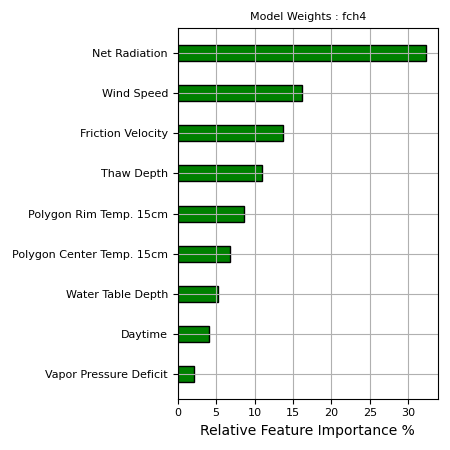 Model Weights : fch4
Net Radiation
Wind Speed
Friction Velocity
Thaw Depth
Polygon Rim Temp. 15cm
Polygon Center Temp. 15cm
Water Table Depth
Daytime
Vapor Pressure Deficit
0 5 10 15 20 25 30
Relative Feature Importance %